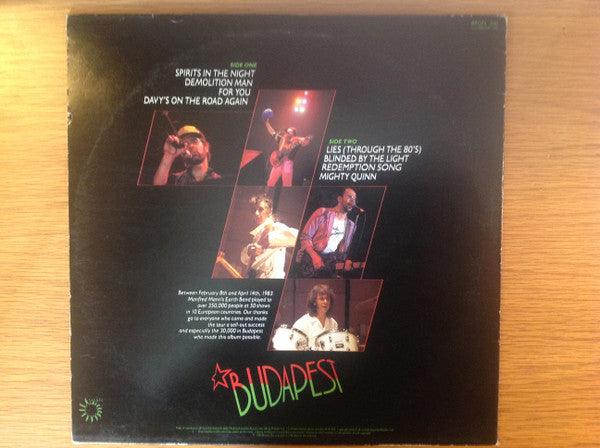 SIDE ONE
SPIRITS IN THE NIGHT
DEMOLITION MAN
FOR YOU
DAVY'S ON THE ROAD AGAIN
SIDE TWO
LIES (THROUGH THE 80'S)
BLINDED BY THE LIGHT
REDEMPTION SONG
MIGHTY QUINN
Between February 8th and April 14th, 1983
Manfred Mann's Earth Band played to
over 250,000 people at 50 shows
in 10 European countries. Our thanks
go to everyone who came and made
the tour a sell-out success
and especially the 30,000 in Budapest
who made this album possible.
BUDAPEST